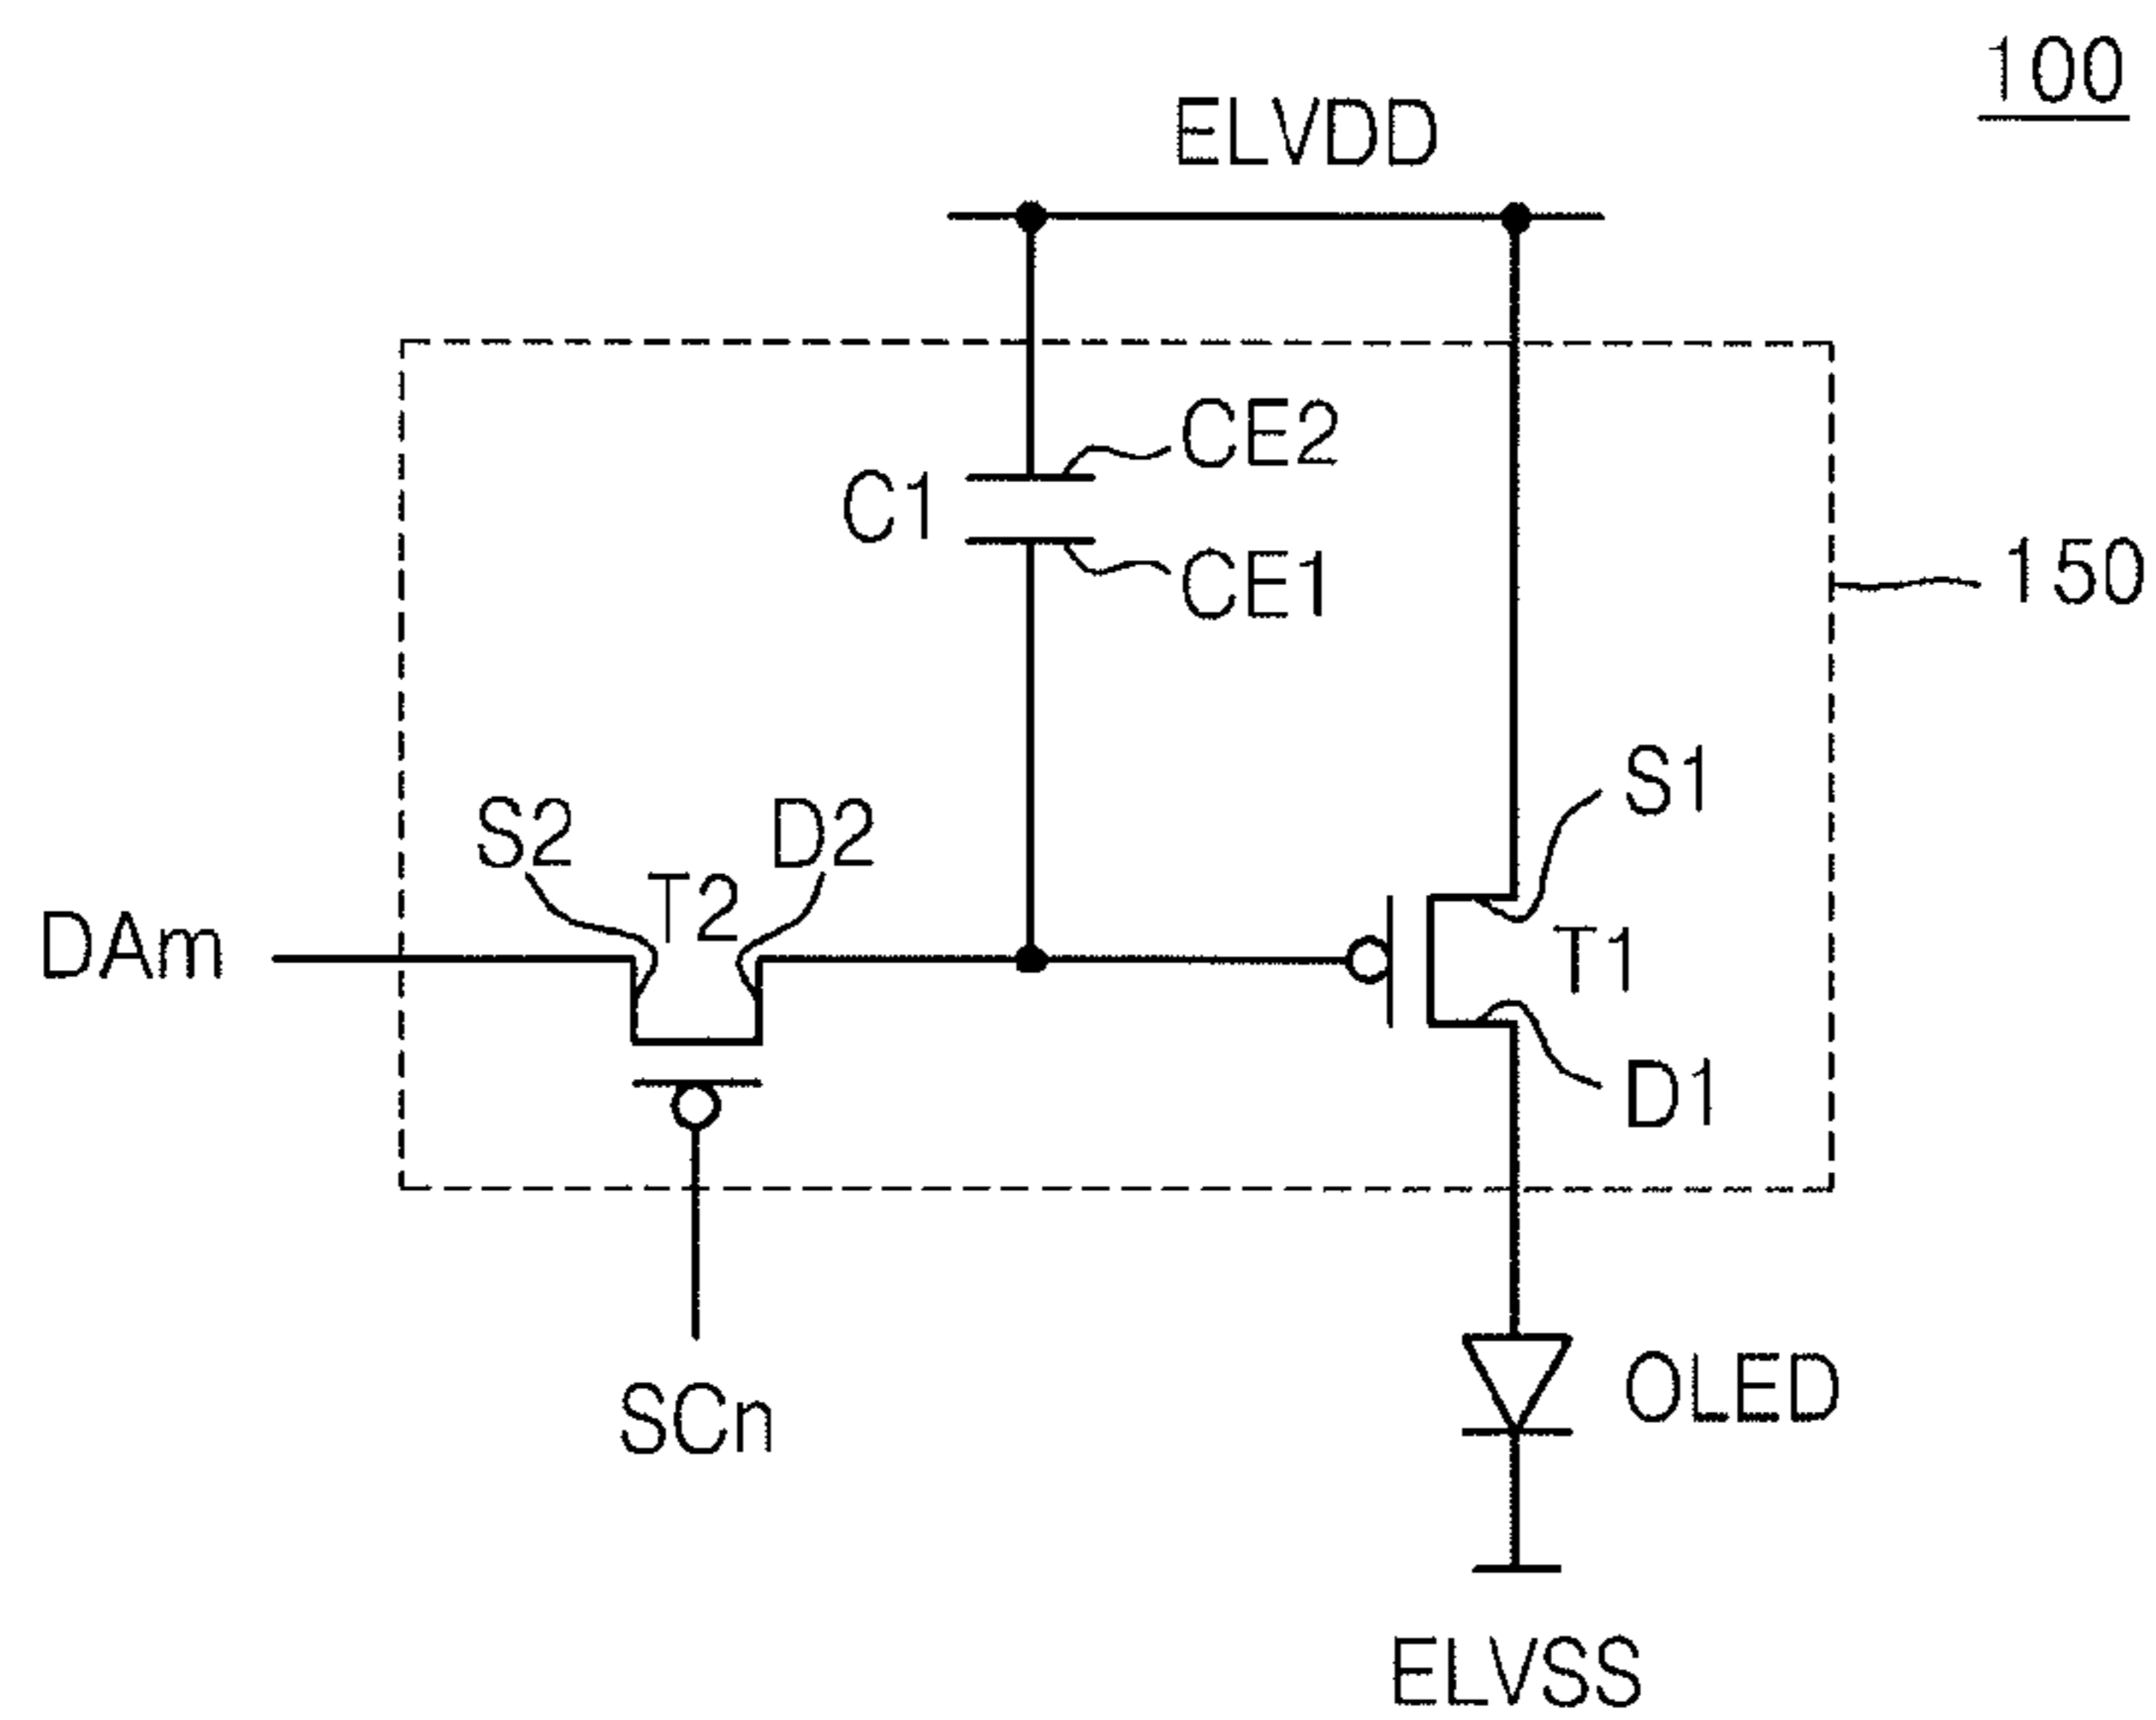 100
ELVDD
CE2
C1
CE1
150
S1
S2
D2
T2
DAm
T1
D1
SCn
OLED
ELVSS